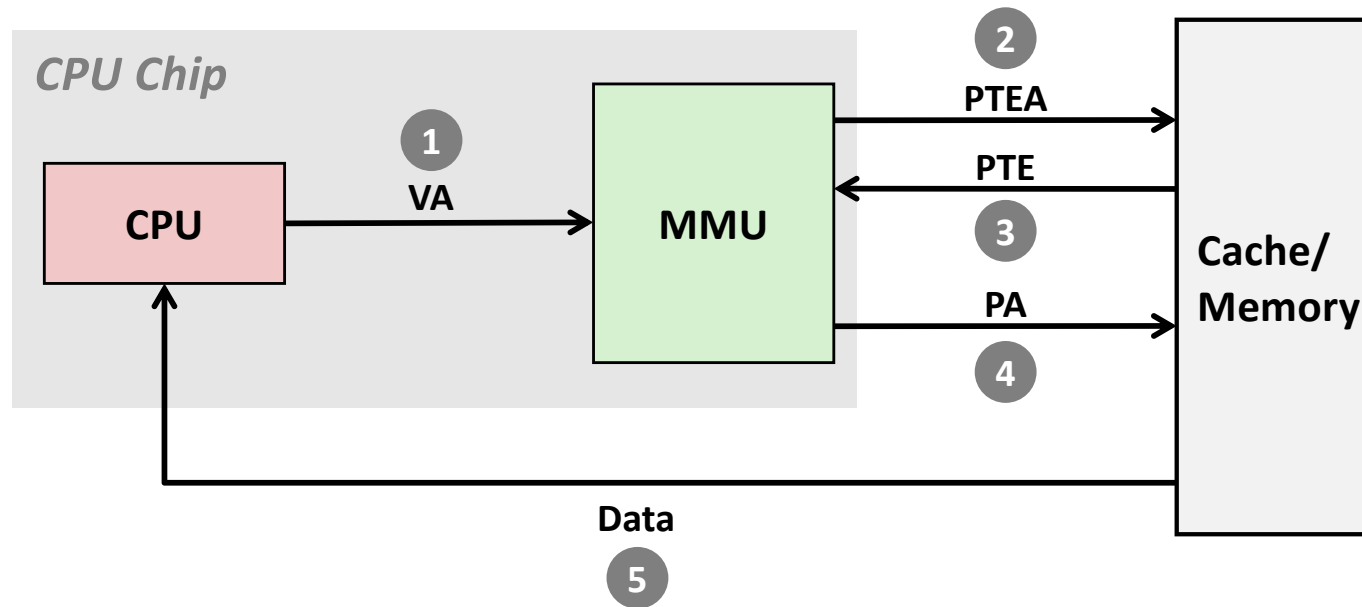 CPU Chip
2
PTEA
1
VA
PTE
3
CPU
MMU
Cache/
Memory
PA
4
Data
5